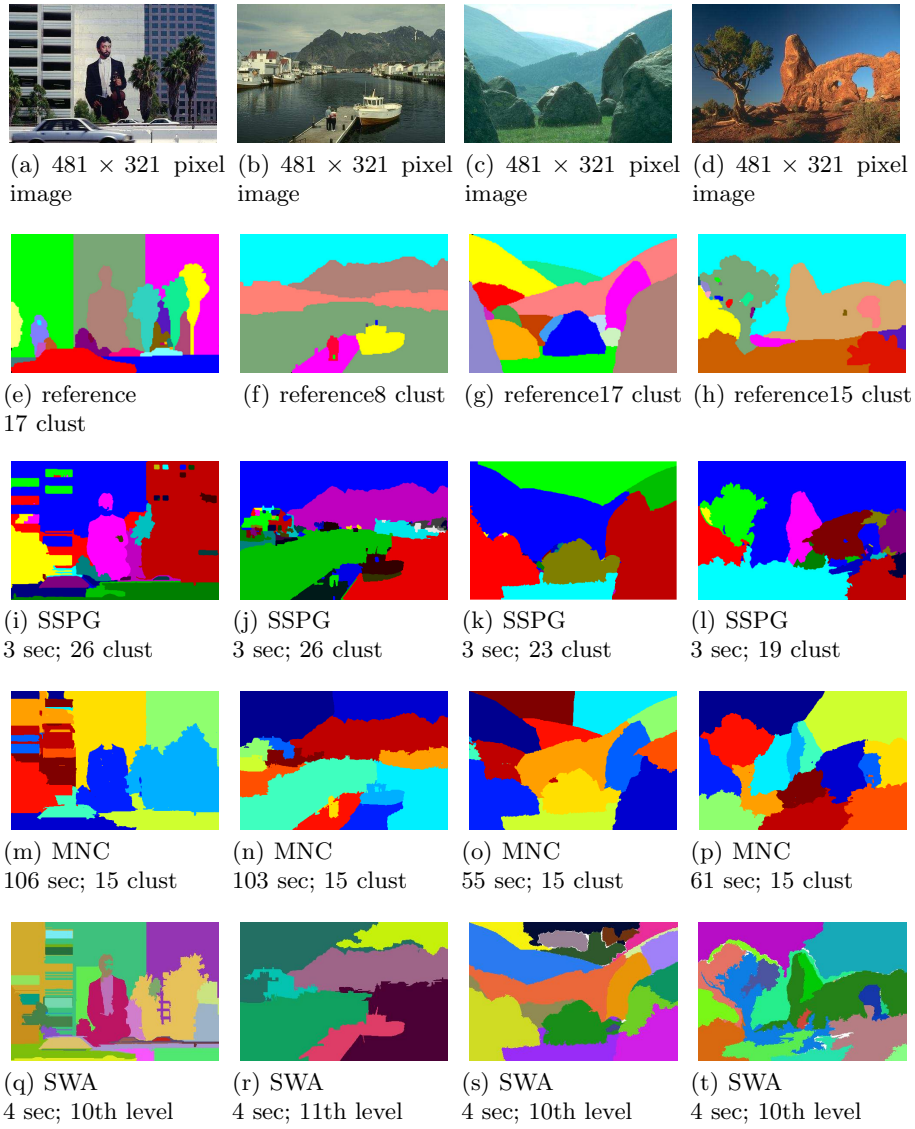 (a) 481 × 321 pixel
image
(b) 481 × 321 pixel
image
(c) 481 × 321 pixel
image
(d) 481 × 321 pixel
image
(e) reference
17 clust
(f) reference8 clust
(g) reference17 clust
(h) reference15 clust
(i) SSPG
3 sec; 26 clust
(j) SSPG
3 sec; 26 clust
(k) SSPG
3 sec; 23 clust
(l) SSPG
3 sec; 19 clust
(m) MNC
106 sec; 15 clust
(n) MNC
103 sec; 15 clust
(o) MNC
55 sec; 15 clust
(p) MNC
61 sec; 15 clust
(q) SWA
4 sec; 10th level
(r) SWA
4 sec; 11th level
(s) SWA
4 sec; 10th level
(t) SWA
4 sec; 10th level